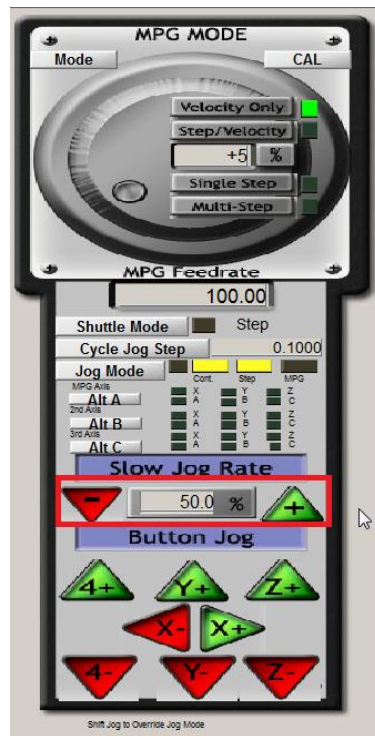 MPG MODE
Mode CAL
Velocity Only
Step/Velocity
+5 %
Single Step
Multi-Step
MPG Feedrate
100.00
Shuttle Mode Step
Cycle Jog Step 0.1000
Jog Mode Cont. Step MPG
MPG Axis
Alt A X Y Z
A B C
2nd Axis
Alt B X Y Z
A B C
3rd Axis
Alt C X Y Z
A B C
Slow Jog Rate
- 50.0 % +
Button Jog
4+ Y+ Z+
X- X+
4- Y- Z-
Shift Jog to Override Jog Mode